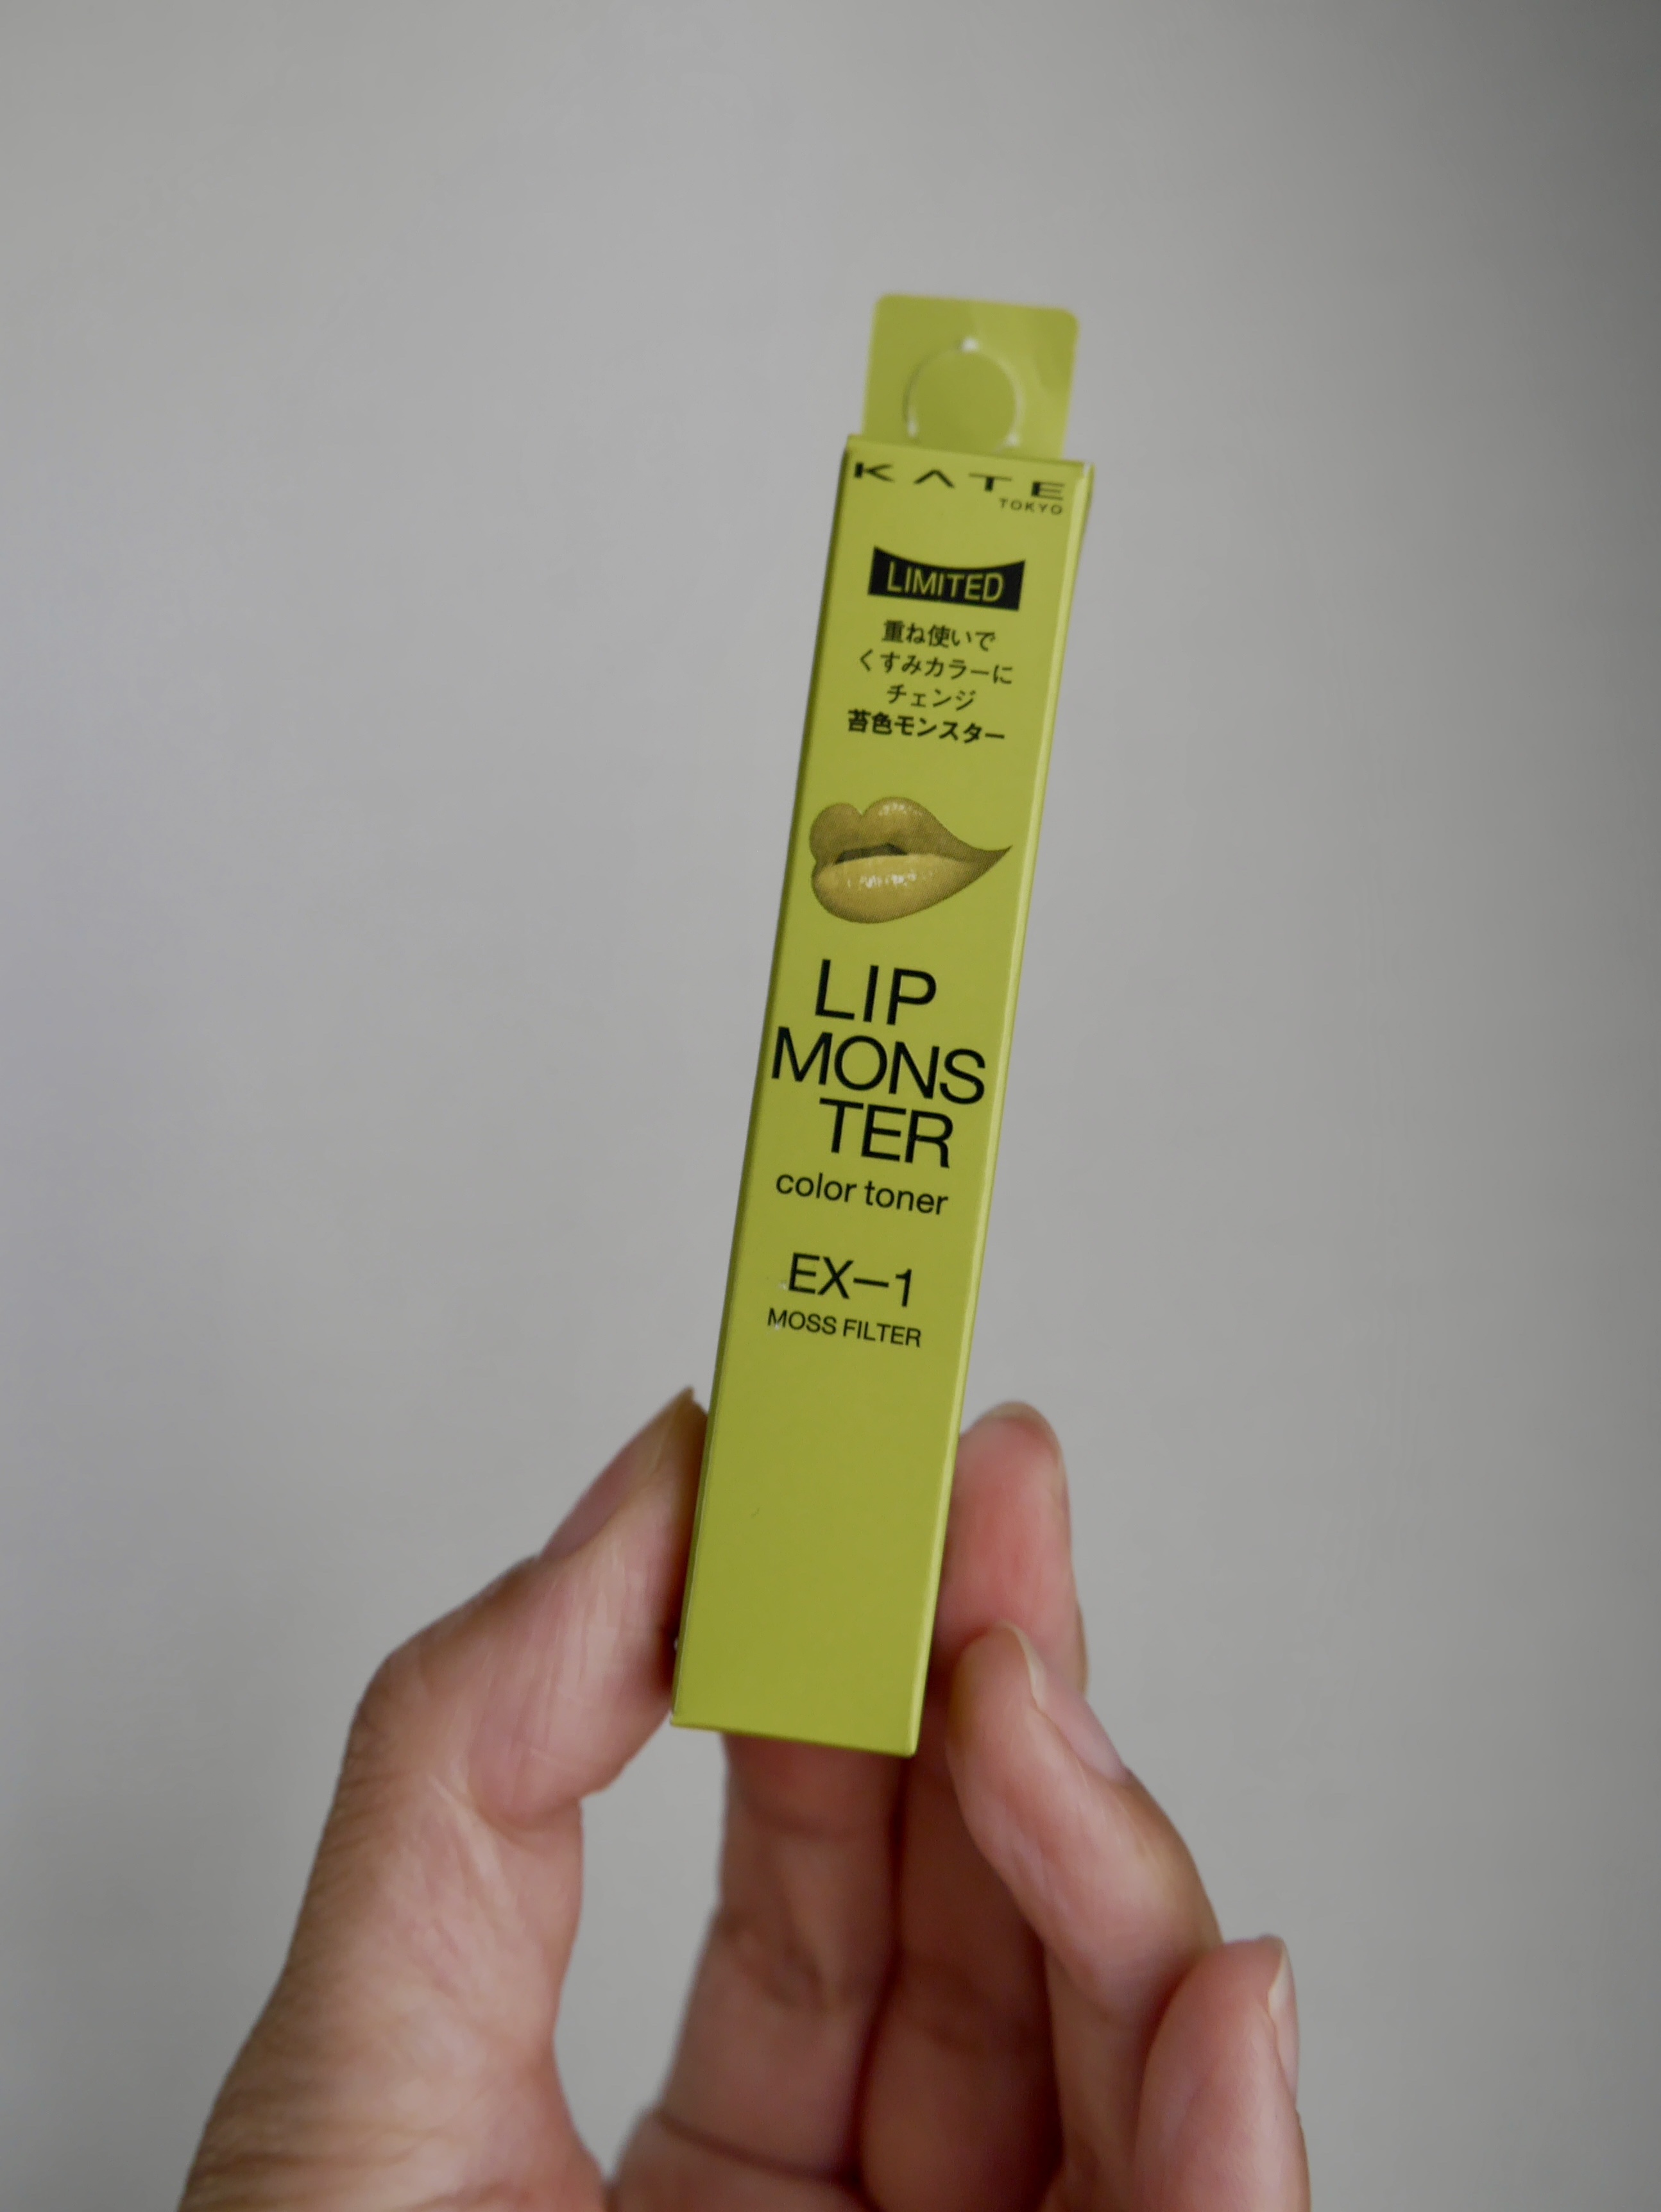 KATE
TOKYO
LIMITED
重ね使いで
くすみカラーに
チェンジ
苔色モンスター
LIP
MONS
TER
color toner
EX–1
MOSS FILTER